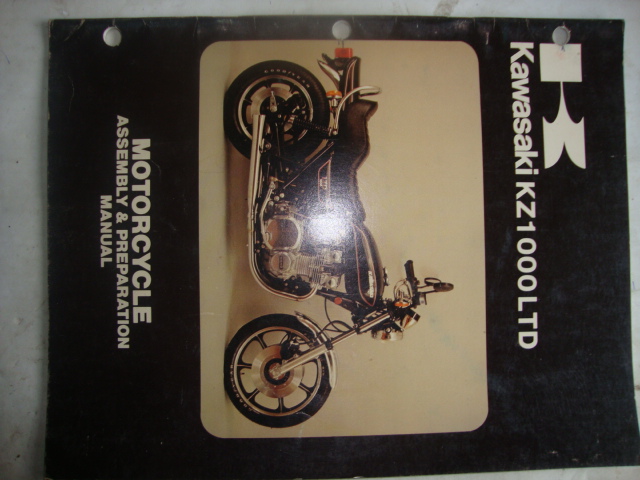 Kawasaki KZ1000LTD
MOTORCYCLE
ASSEMBLY & PREPARATION
MANUAL